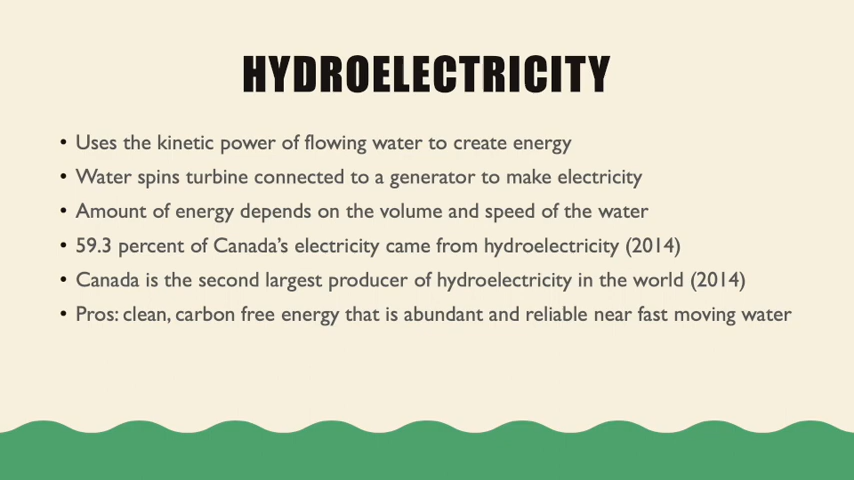 HYDROELECTRICITY
• Uses the kinetic power of flowing water to create energy
• Water spins turbine connected to a generator to make electricity
• Amount of energy depends on the volume and speed of the water
• 59.3 percent of Canada’s electricity came from hydroelectricity (2014)
• Canada is the second largest producer of hydroelectricity in the world (2014)
• Pros: clean, carbon free energy that is abundant and reliable near fast moving water